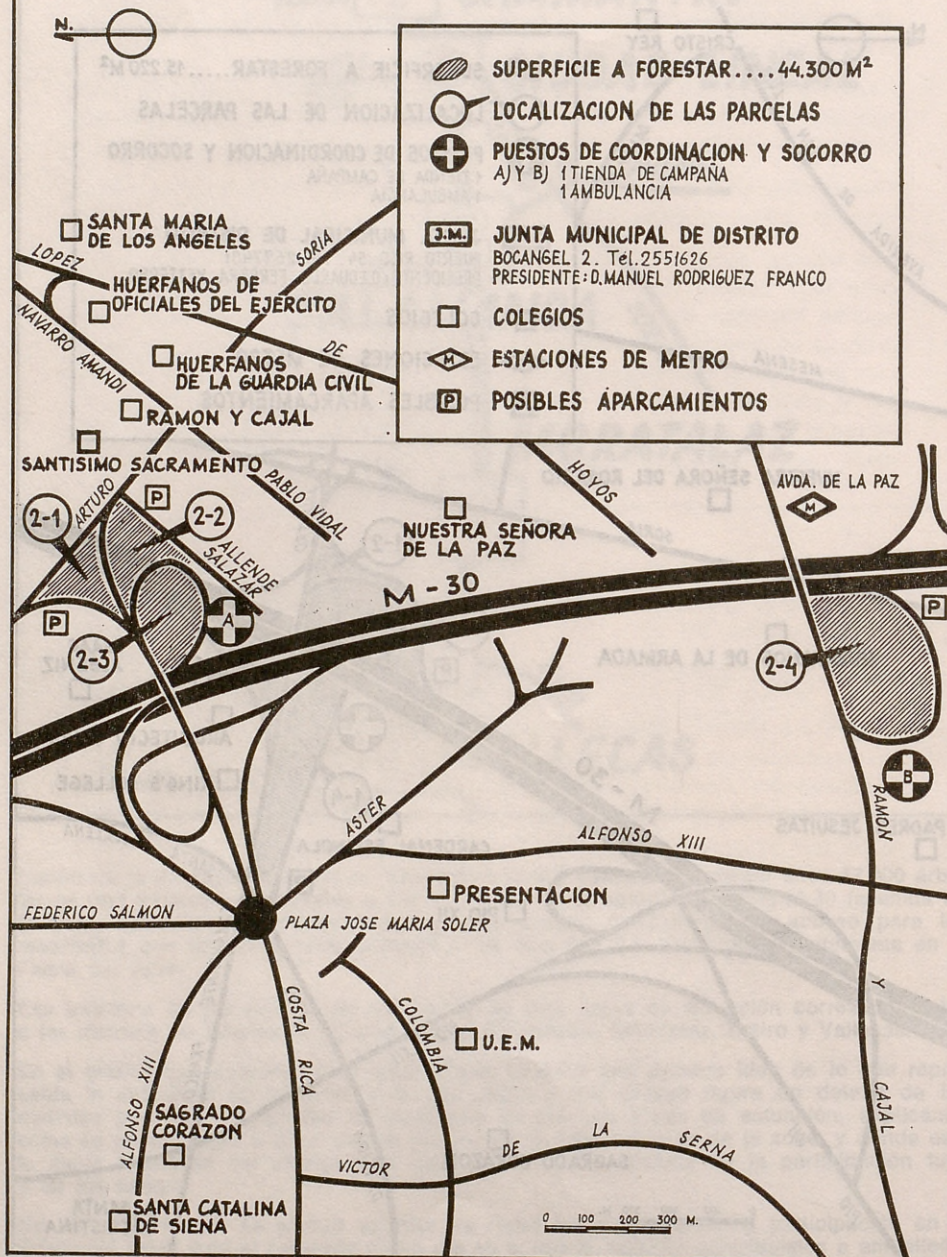 N.
SUPERFICIE A FORESTAR....44.300 M²
LOCALIZACION DE LAS PARCELAS
PUESTOS DE COORDINACION Y SOCORRO
A) Y B) 1 TIENDA DE CAMPAÑA
1 AMBULANCIA
J.M. JUNTA MUNICIPAL DE DISTRITO
BOCANGEL 2. Tél.2551626
PRESIDENTE: D.MANUEL RODRIGUEZ FRANCO
COLEGIOS
M ESTACIONES DE METRO
P POSIBLES APARCAMIENTOS
SANTA MARIA
DE LOS ANGELES
LOPEZ
SORIA
HUERFANOS DE
OFICIALES DEL EJÉRCITO
NAVARRO AMANDI
DE
HUERFANOS
DE LA GUARDIA CIVIL
RAMON Y CAJAL
SANTISIMO SACRAMENTO
HOYOS
PABLO
VIDAL
ARTURO
P
2-1
2-2
ALLENDE
SALAZAR
NUESTRA SEÑORA
DE LA PAZ
AVDA. DE LA PAZ
M
M-30
A
P
P
2-3
2-4
B
RAMON
ASTER
ALFONSO XIII
PRESENTACION
FEDERICO SALMON
PLAZA JOSE MARIA SOLER
COSTA
RICA
COLOMBIA
U.E.M.
Y
CAJAL
ALFONSO XIII
SAGRADO
CORAZON
VICTOR
DE
LA
SERNA
SANTA CATALINA
DE SIENA
0 100 200 300 M.